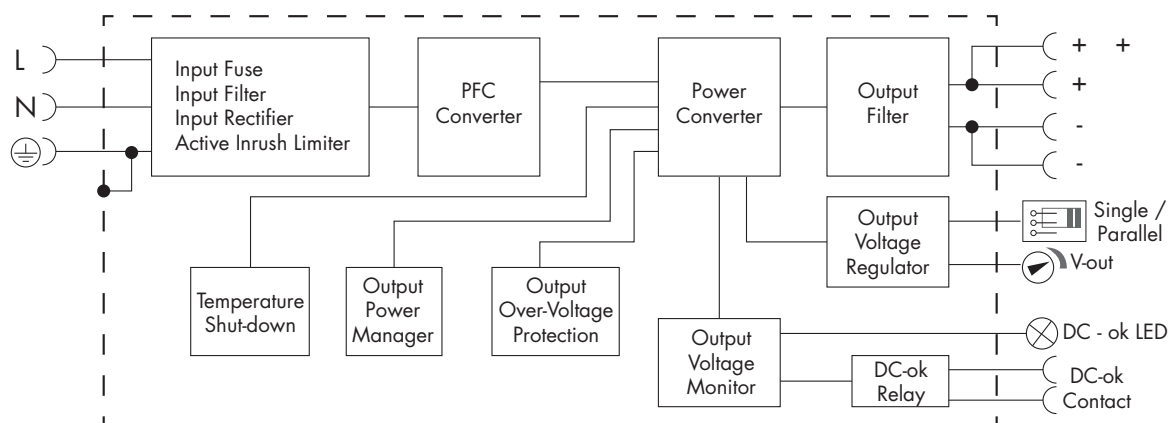 L
N
Input Fuse
Input Filter
Input Rectifier
Active Inrush Limiter
PFC
Converter
Power
Converter
Output
Filter
+ +
+
-
-
Output
Voltage
Regulator
Single /
Parallel
V-out
Temperature
Shut-down
Output
Power
Manager
Output
Over-Voltage
Protection
Output
Voltage
Monitor
DC-ok
Relay
DC - ok LED
DC-ok
Contact